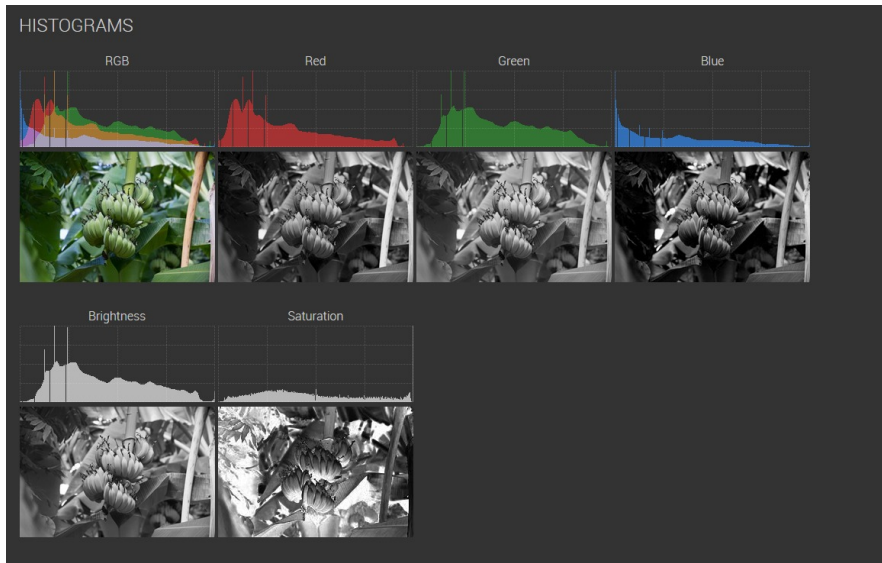 HISTOGRAMS
RGB
Red
Green
Blue
Brightness
Saturation